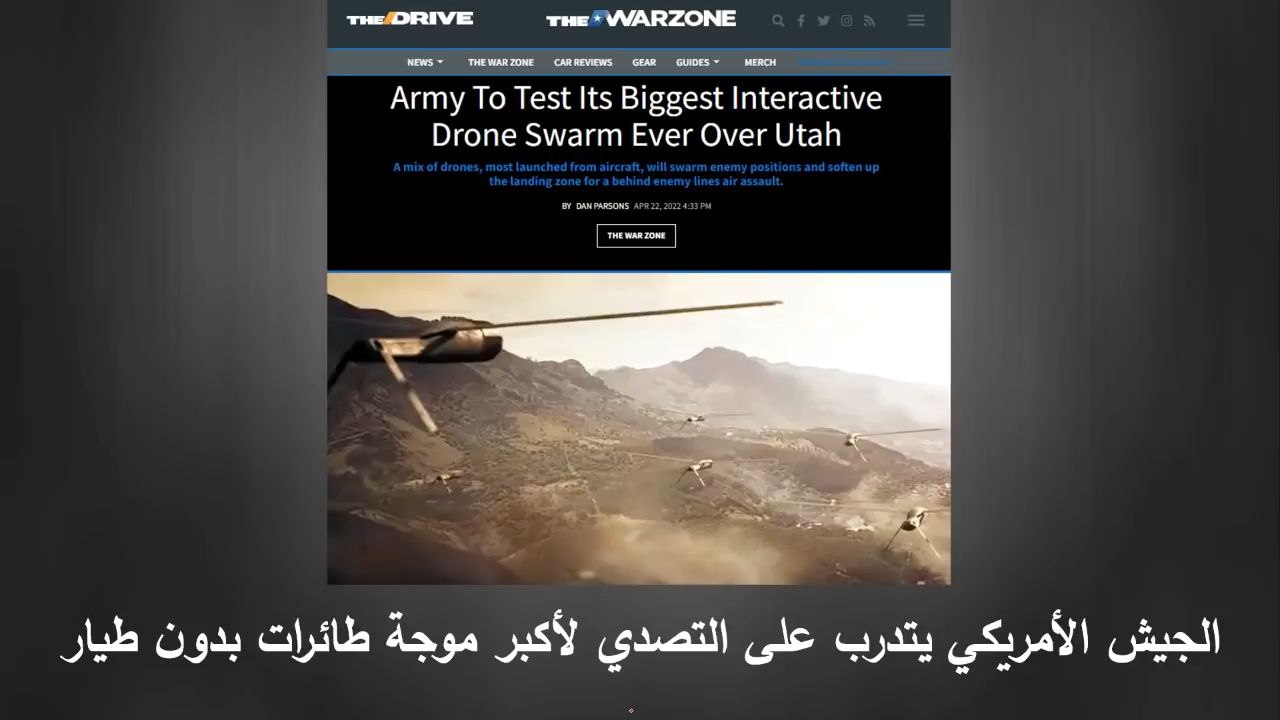 THE DRIVE
THE WARZONE
NEWS THE WAR ZONE CAR REVIEWS GEAR GUIDES MERCH
Army To Test Its Biggest Interactive
Drone Swarm Ever Over Utah
A mix of drones, most launched from aircraft, will swarm enemy positions and soften up
the landing zone for a behind enemy lines air assault.
BY DAN PARSONS APR 22, 2022 4:33 PM
THE WAR ZONE
الجيش الأمريكي يتدرب على التصدي لأكبر موجة طائرات بدون طيار